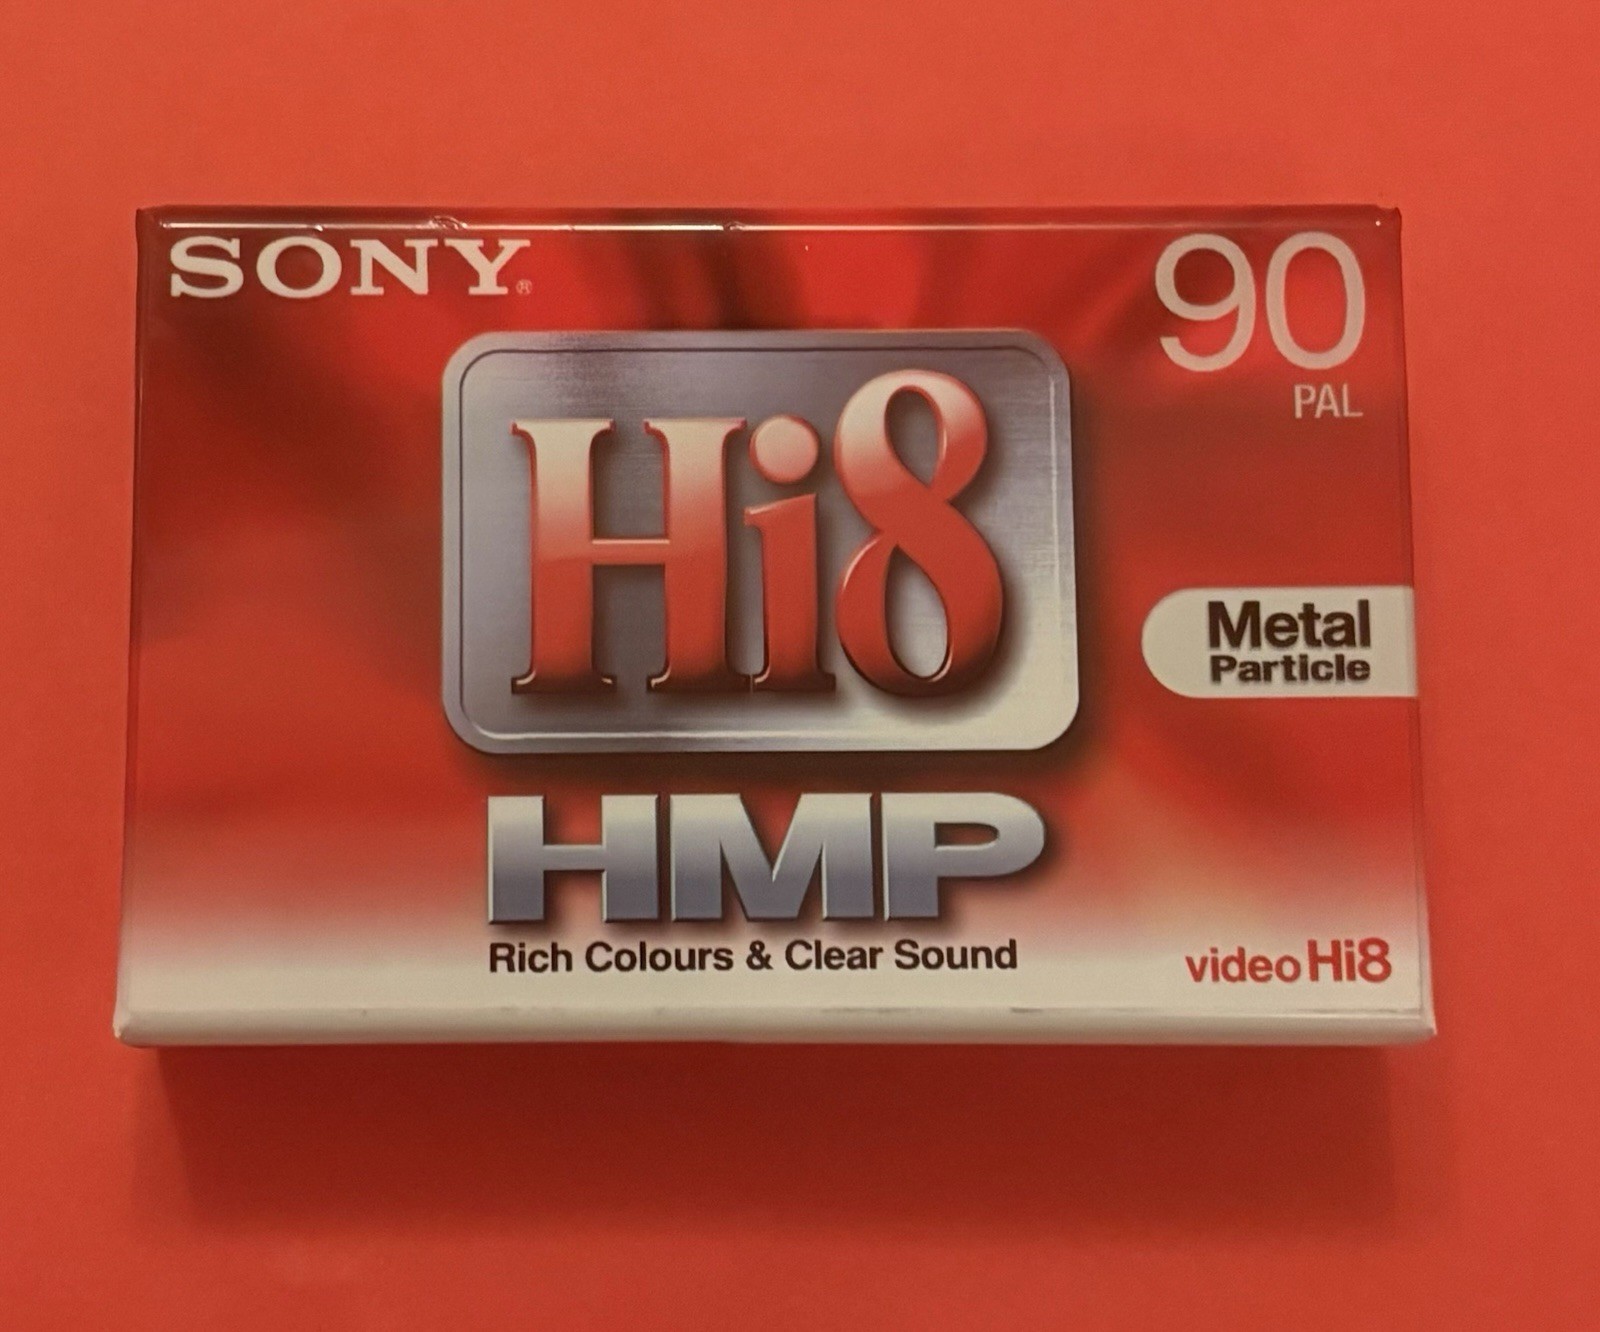 SONY®
90
PAL
Hi8
Metal
Particle
HMP
Rich Colours & Clear Sound
video Hi8